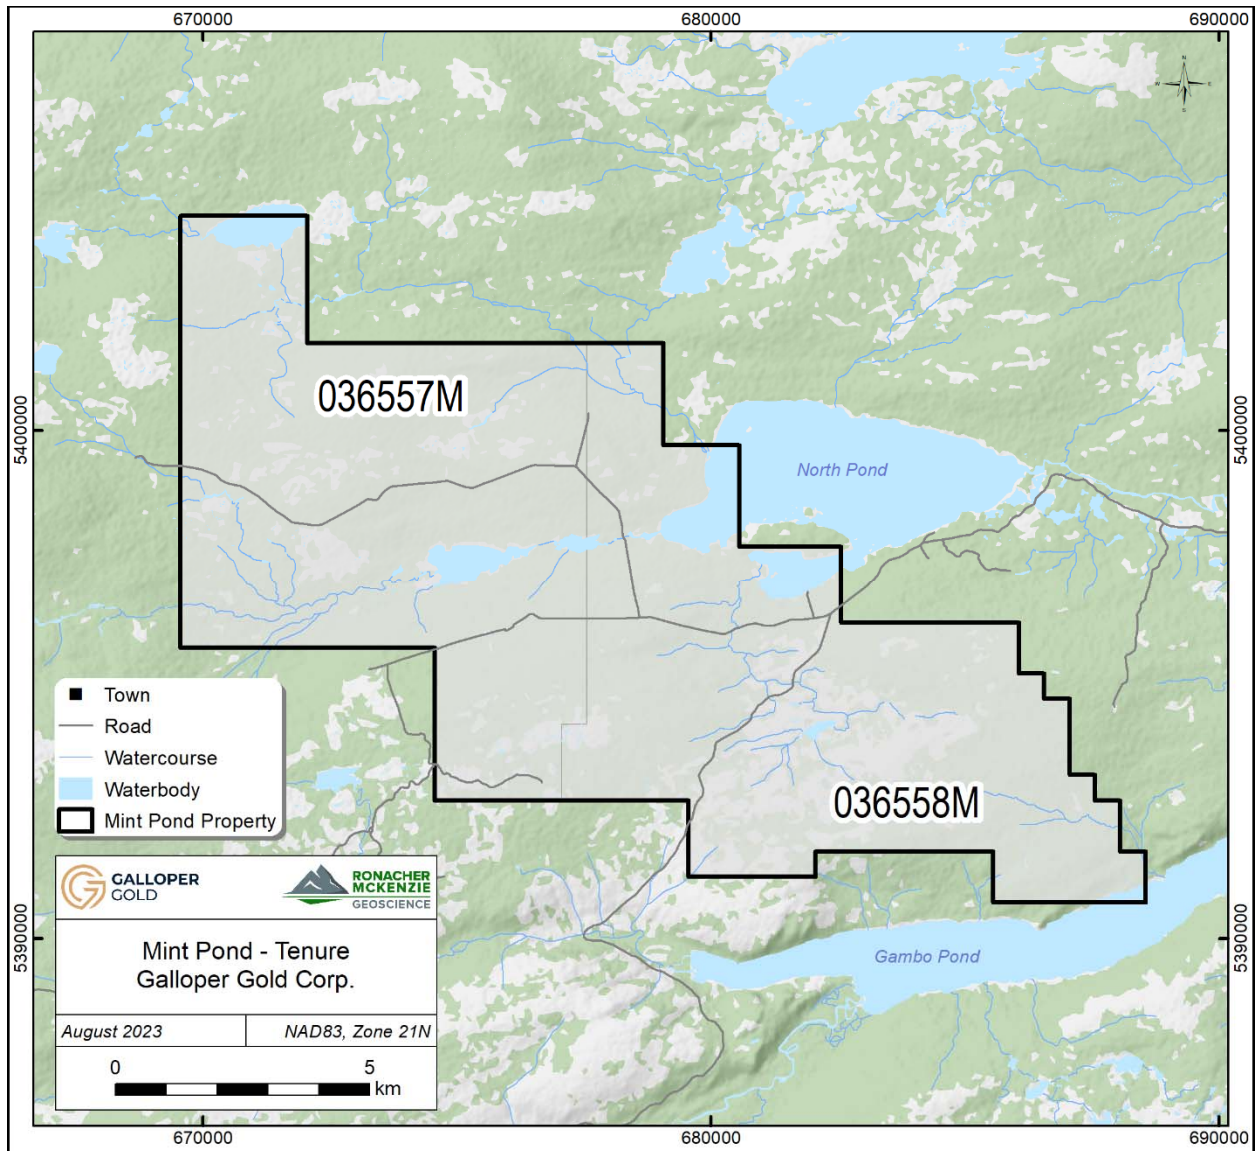 670000
680000
690000
N
W
E
S
036557M
5400000
5400000
North Pond
Town
Road
Watercourse
Waterbody
Mint Pond Property
036558M
GALLOPER
GOLD
RONACHER
MCKENZIE
GEOSCIENCE
5390000
5390000
Mint Pond - Tenure
Galloper Gold Corp.
Gambo Pond
August 2023
NAD83, Zone 21N
0
5
km
670000
680000
690000